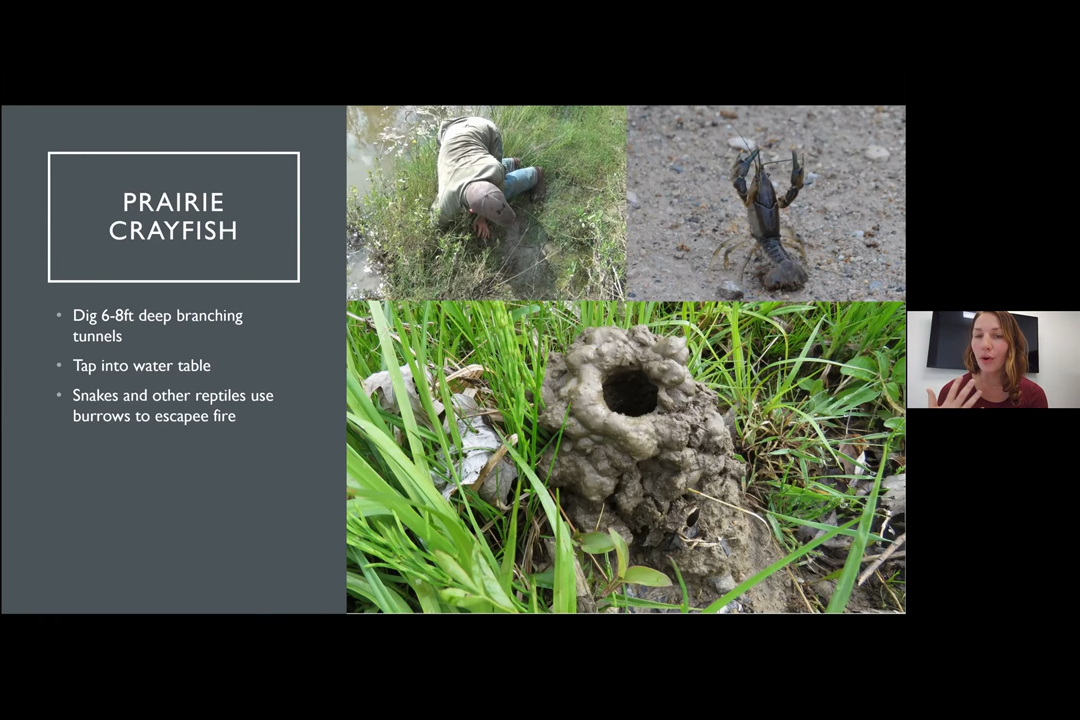 PRAIRIE
CRAYFISH
• Dig 6-8ft deep branching
tunnels
• Tap into water table
• Snakes and other reptiles use
burrows to escapee fire